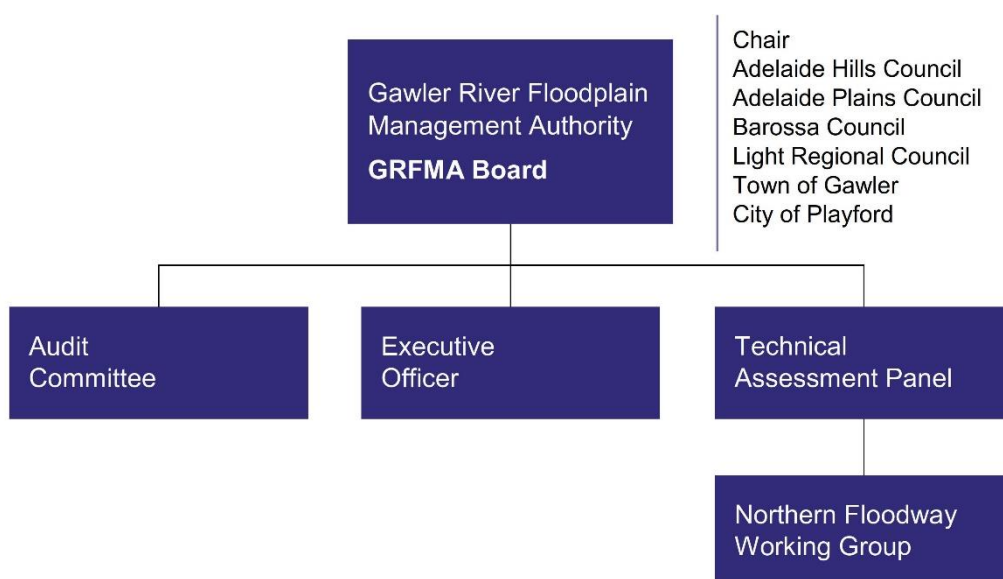 Gawler River Floodplain
Management Authority
GRFMA Board
Chair
Adelaide Hills Council
Adelaide Plains Council
Barossa Council
Light Regional Council
Town of Gawler
City of Playford
Audit
Committee
Executive
Officer
Technical
Assessment Panel
Northern Floodway
Working Group